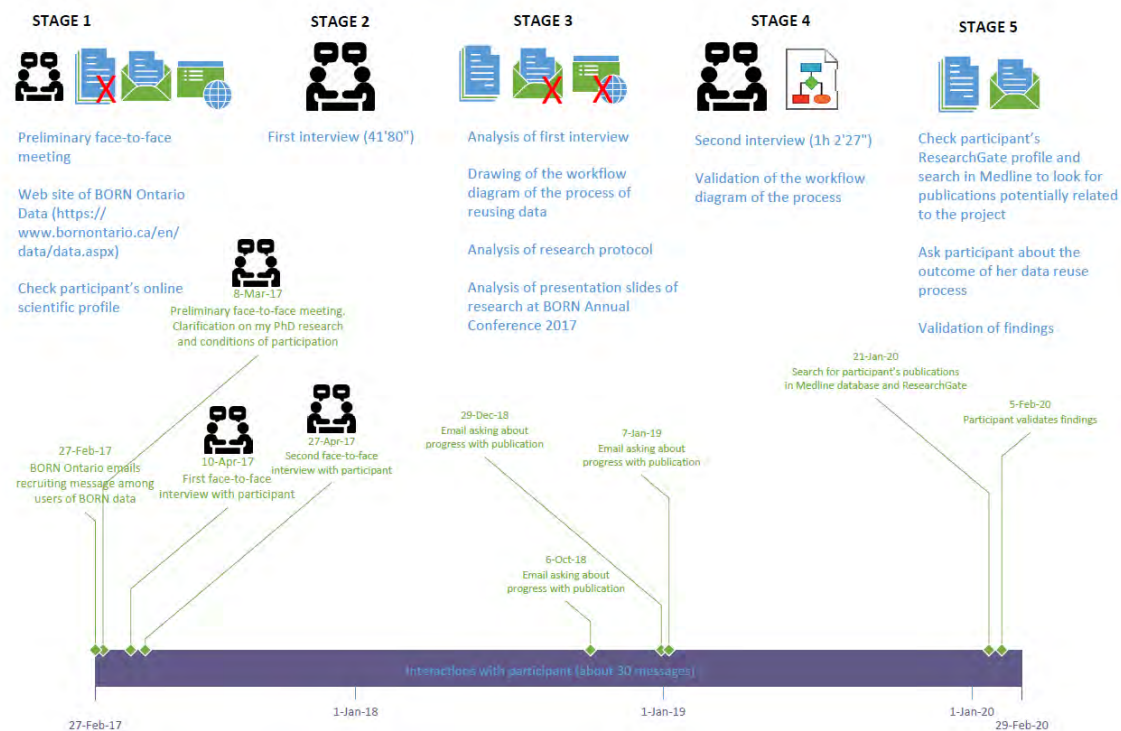 STAGE 1
Preliminary face-to-face
meeting
Web site of BORN Ontario
Data (https://
www.bornontario.ca/en/
data/data.aspx)
Check participant's online
scientific profile
STAGE 2
First interview (41'80")
STAGE 3
Analysis of first interview
Drawing of the workflow
diagram of the process of
reusing data
Analysis of research protocol
Analysis of presentation slides of
research at BORN Annual
Conference 2017
STAGE 4
Second interview (1h 2'27")
Validation of the workflow
diagram of the process
STAGE 5
Check participant's
ResearchGate profile and
search in Medline to look for
publications potentially related
to the project
Ask participant about the
outcome of her data reuse
process
Validation of findings
27-Feb-17
BORN Ontario emails
recruiting message among
users of BORN data
8-Mar-17
Preliminary face-to-face meeting.
Clarification on my PhD research
and conditions of participation
10-Apr-17
First face-to-face
interview with participant
27-Apr-17
Second face-to-face
interview with participant
6-Oct-18
Email asking about
progress with publication
29-Dec-18
Email asking about
progress with publication
7-Jan-19
Email asking about
progress with publication
21-Jan-20
Search for participant's publications
in Medline database and ResearchGate
5-Feb-20
Participant validates findings
Interactions with participant (about 30 messages)
27-Feb-17
1-Jan-18
1-Jan-19
1-Jan-20
29-Feb-20